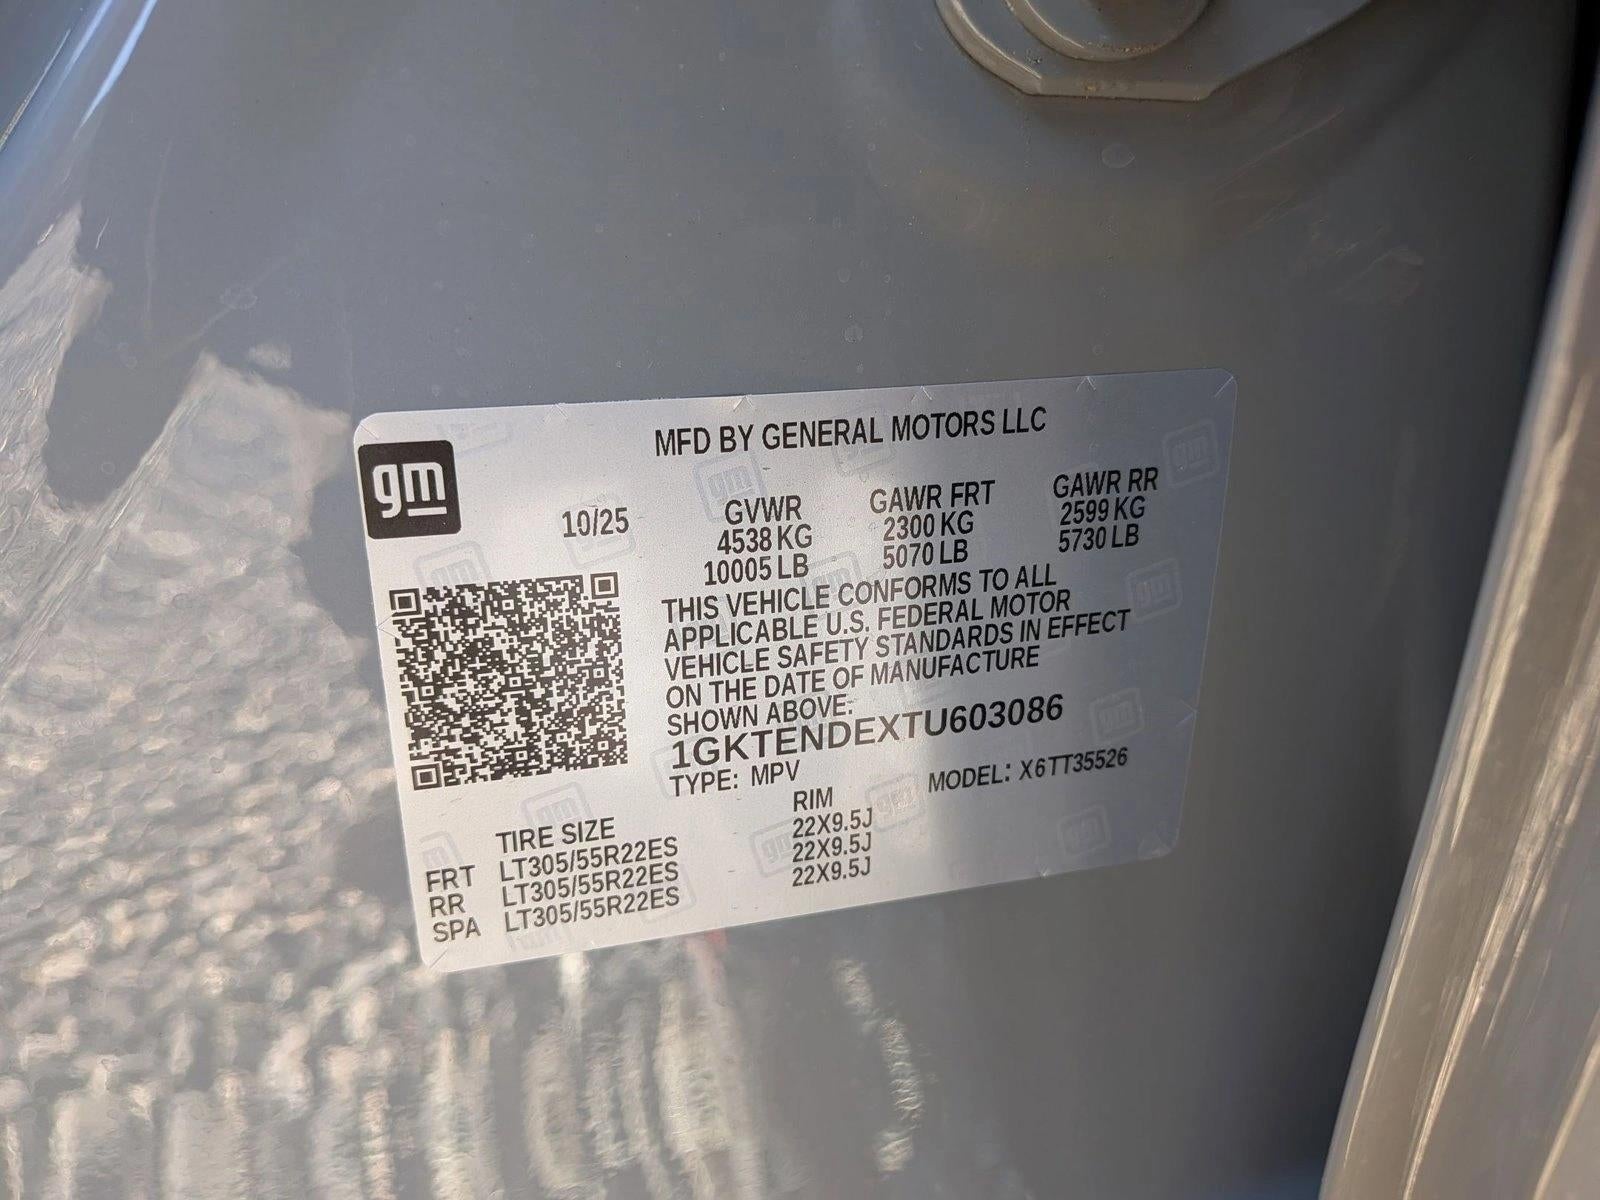 MFD BY GENERAL MOTORS LLC
gm
10/25
GVWR
4538 KG
10005 LB
GAWR FRT
2300 KG
5070 LB
GAWR RR
2599 KG
5730 LB
THIS VEHICLE CONFORMS TO ALL
APPLICABLE U.S. FEDERAL MOTOR
VEHICLE SAFETY STANDARDS IN EFFECT
ON THE DATE OF MANUFACTURE
SHOWN ABOVE:
1GKTENDEXTU603086
TYPE: MPV MODEL: X6TT35526
TIRE SIZE RIM
FRT LT305/55R22ES 22X9.5J
RR LT305/55R22ES 22X9.5J
SPA LT305/55R22ES 22X9.5J